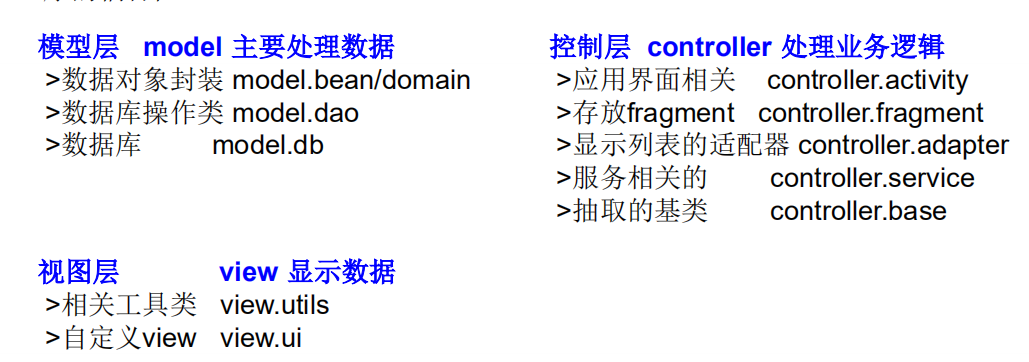 模型层 model 主要处理数据
>数据对象封装 model.bean/domain
>数据库操作类 model.dao
>数据库 model.db
控制层 controller 处理业务逻辑
>应用界面相关 controller.activity
>存放fragment controller.fragment
>显示列表的适配器 controller.adapter
>服务相关的 controller.service
>抽取的基类 controller.base
视图层 view 显示数据
>相关工具类 view.utils
>自定义view view.ui